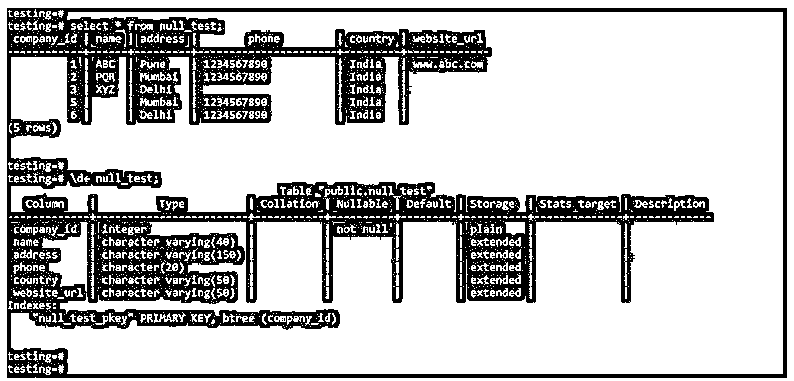 testing=#
testing=# select * from null_test;
company_id | name | address | phone | country | website_url
1 | ABC | Pune | 1234567890 | India | www.abc.com
2 | PQR | Mumbai | 1234567890 | India |
3 | XYZ | Delhi | | India |
5 | | Mumbai | 1234567890 | India |
6 | | Delhi | 1234567890 | India |
(5 rows)
testing=#
testing=# \d+ null_test;
Table "public.null_test"
Column | Type | Collation | Nullable | Default | Storage | Stats target | Description
company_id | integer | | not null | | plain | |
name | character varying(40) | | | | extended | |
address | character varying(150) | | | | extended | |
phone | character(20) | | | | extended | |
country | character varying(50) | | | | extended | |
website_url | character varying(50) | | | | extended | |
Indexes:
"null_test_pkey" PRIMARY KEY, btree (company_id)
testing=#
testing=#